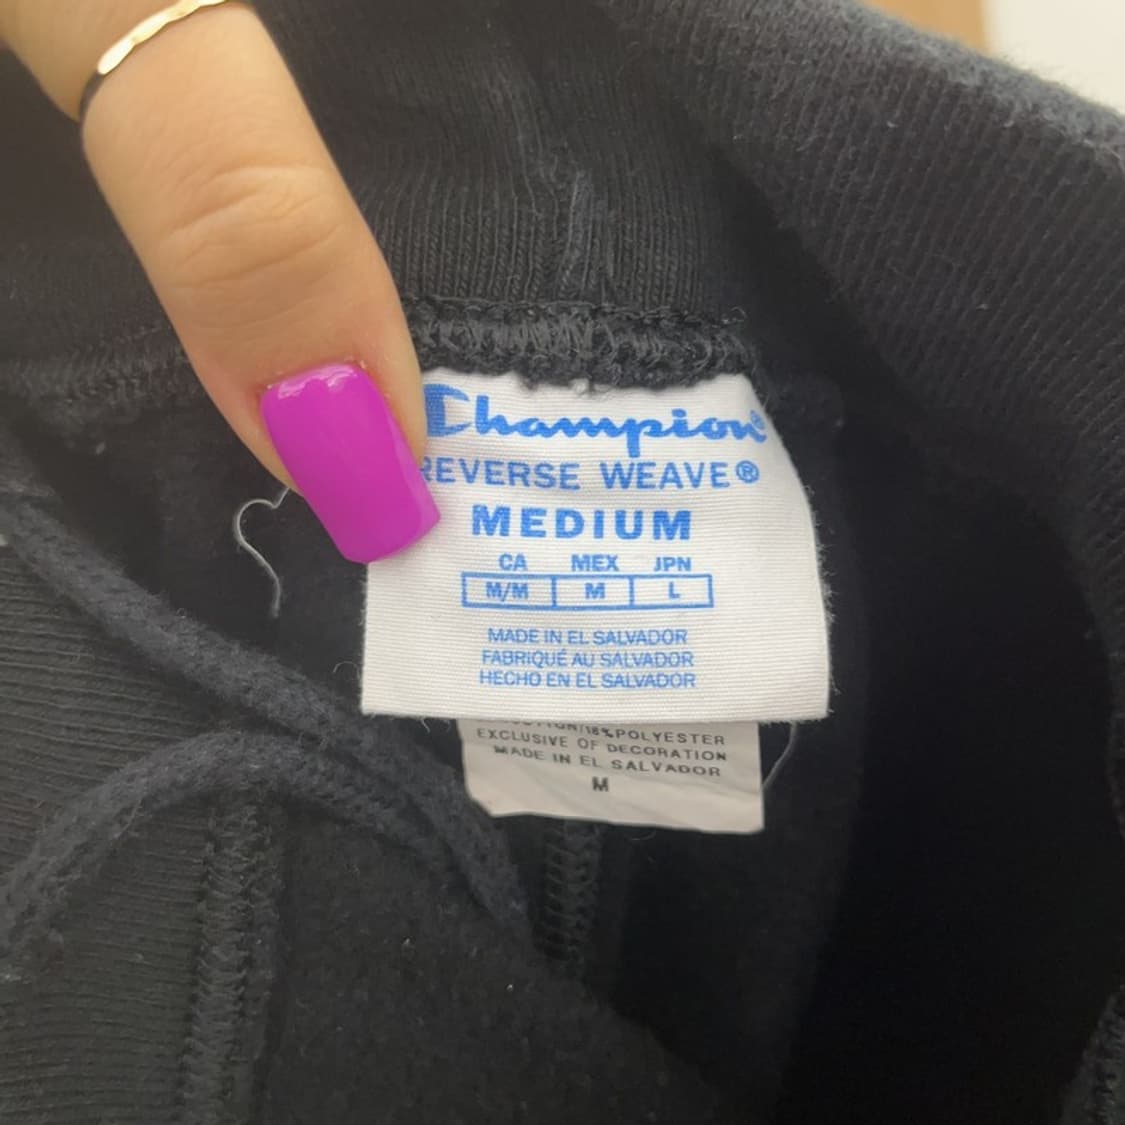 Champion®
REVERSE WEAVE®
MEDIUM
CA MEX JPN
M/M M L
MADE IN EL SALVADOR
FABRIQUÉ AU SALVADOR
HECHO EN EL SALVADOR
COTTON/18%POLYESTER
EXCLUSIVE OF DECORATION
MADE IN EL SALVADOR
M